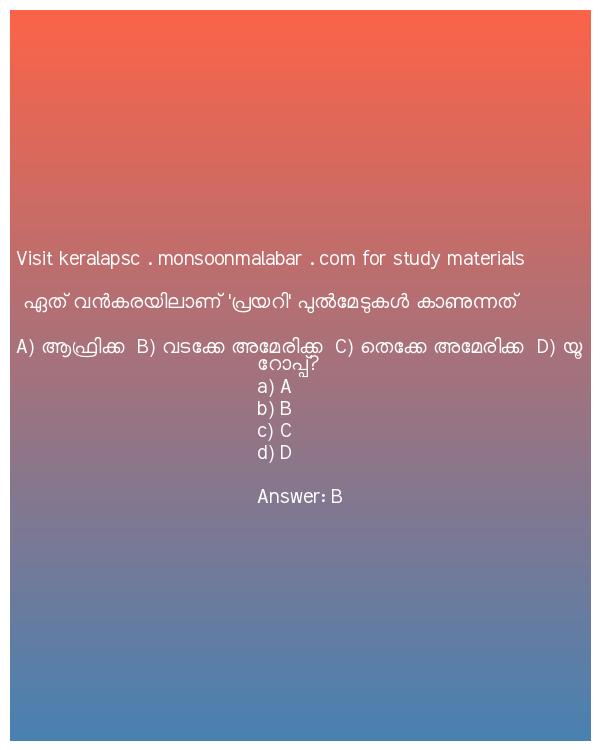 Visit keralapsc . monsoonmalabar . com for study materials
ഏത് വൻകരയിലാണ് 'പ്രയറി' പുൽമേടുകൾ കാണുന്നത്
A) ആഫ്രിക്ക B) വടക്കേ അമേരിക്ക C) തെക്കേ അമേരിക്ക D) യൂ
റോപ്പ്?
a) A
b) B
c) C
d) D
Answer: B